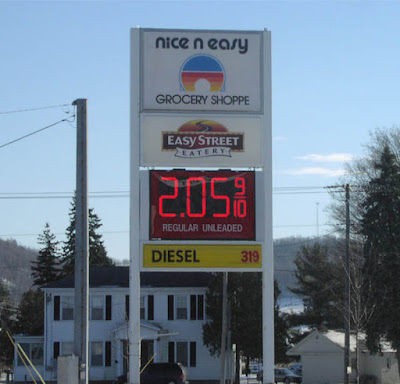 nice n easy
GROCERY SHOPPE
EASY STREET
EATERY
2.05 9/10
REGULAR UNLEADED
DIESEL 319